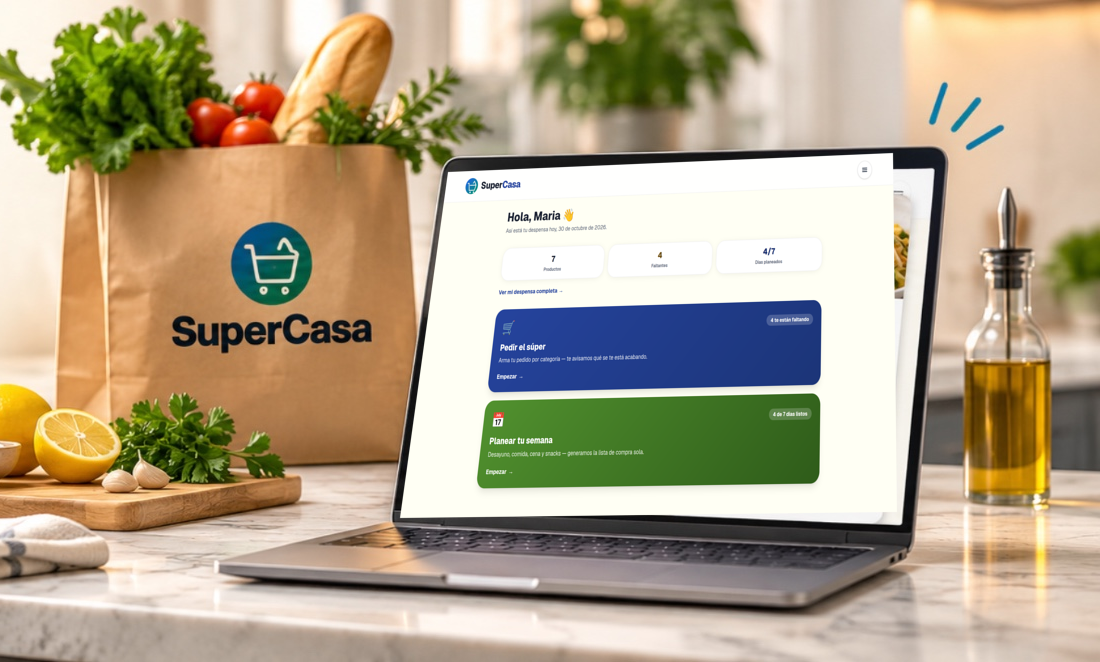 SuperCasa
SuperCasa
Hola, Maria 👋
Así está tu despensa hoy, 30 de octubre de 2026.
7
Productos
4
Faltantes
4/7
Días planeados
Ver mi despensa completa →
4 te están faltando
Pedir el súper
Arma tu pedido por categoría — te avisamos qué se te está acabando.
Empezar →
17
4 de 7 días listos
Planear tu semana
Desayuno, comida, cena y snacks — generamos la lista de compra sola.
Empezar →